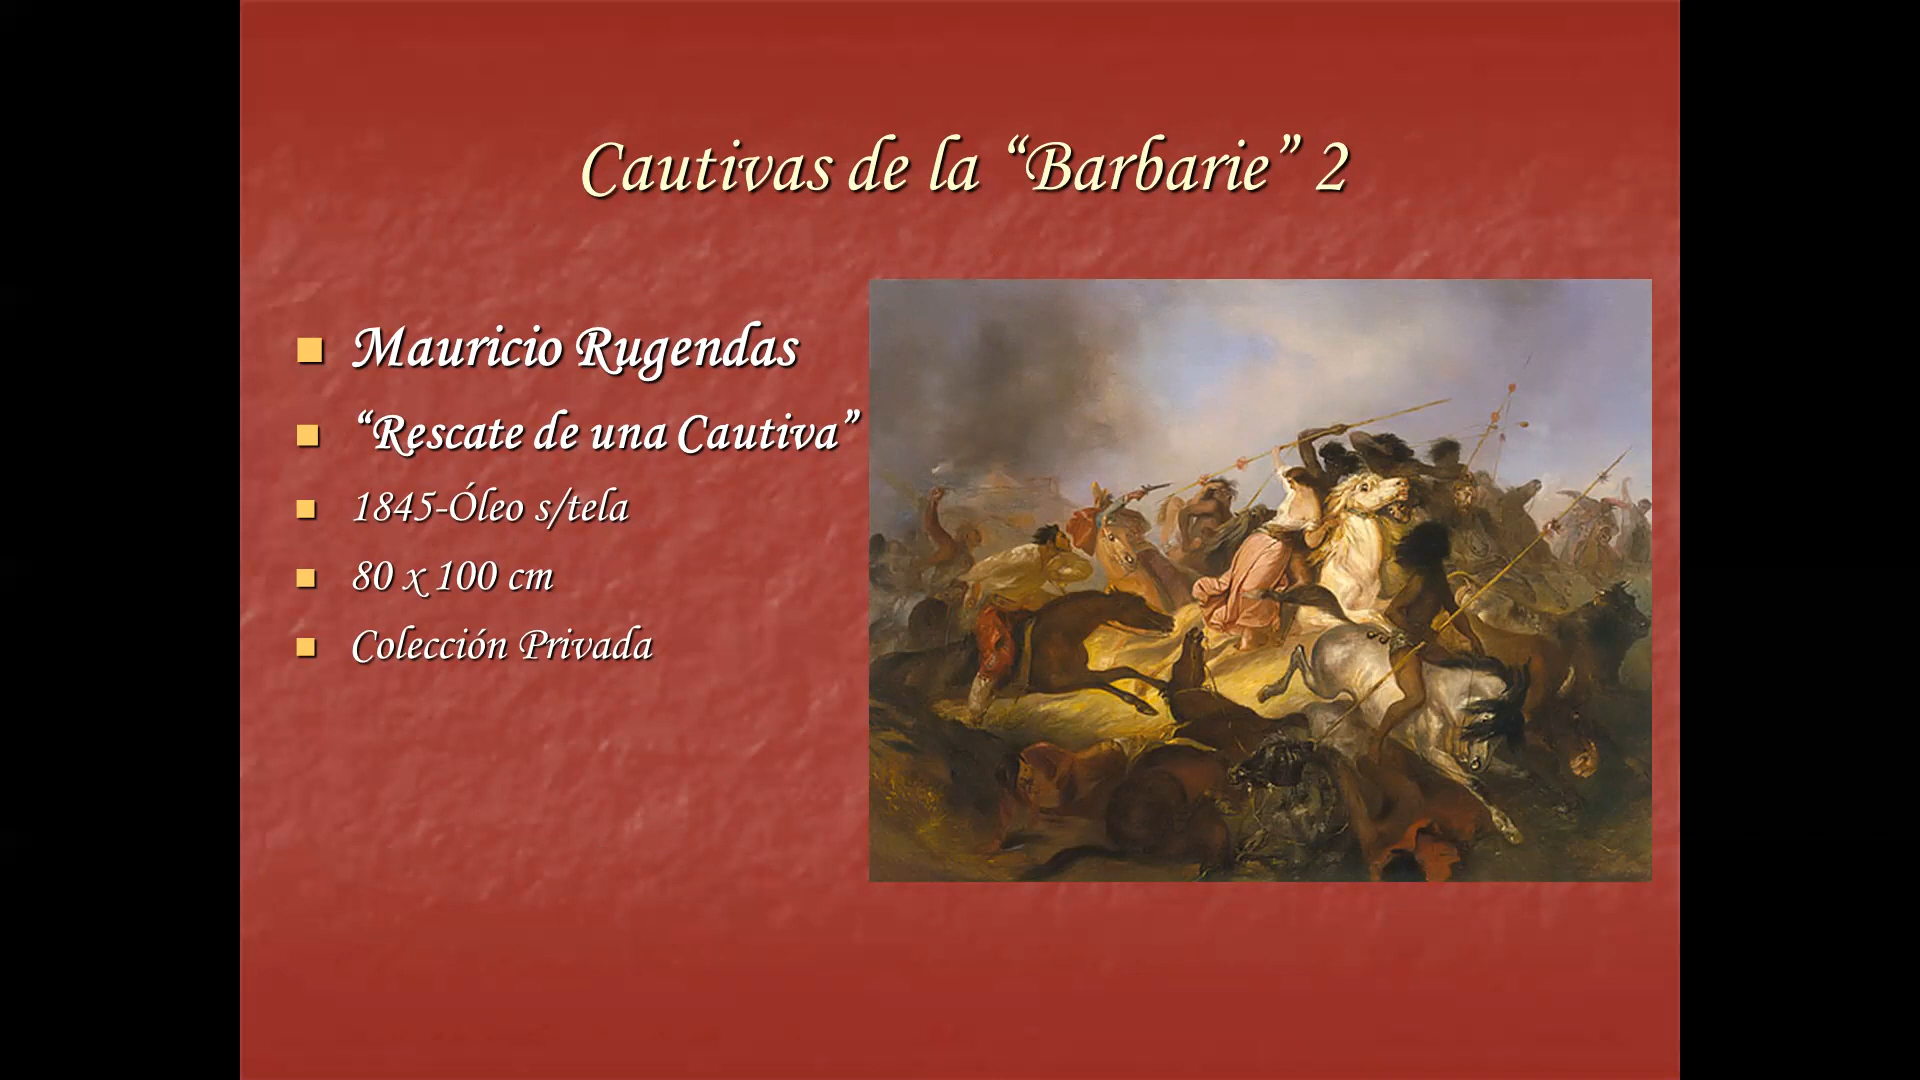 Cautivas de la “Barbarie” 2
Mauricio Rugendas
“Rescate de una Cautiva”
1845-Óleo s/tela
80 x 100 cm
Colección Privada